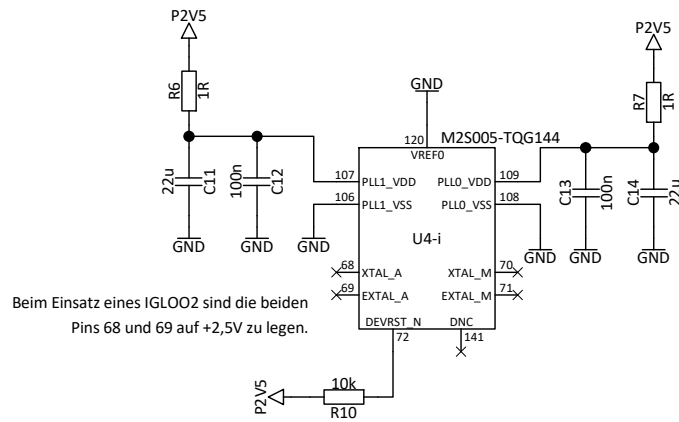 P2V5
P2V5
R6
1R
GND
R7
1R
120
M2S005-TQG144
VREF0
22u
C11
100n
C12
107
PLL1_VDD
PLL0_VDD
109
106
PLL1_VSS
PLL0_VSS
108
C13
100n
C14
22u
U4-i
GND
GND
GND
GND
GND
GND
68
XTAL_A
XTAL_M
70
69
EXTAL_A
EXTAL_M
71
Beim Einsatz eines IGLOO2 sind die beiden
Pins 68 und 69 auf +2,5V zu legen.
DEVRST_N
DNC
72
141
P2V5
10k
R10